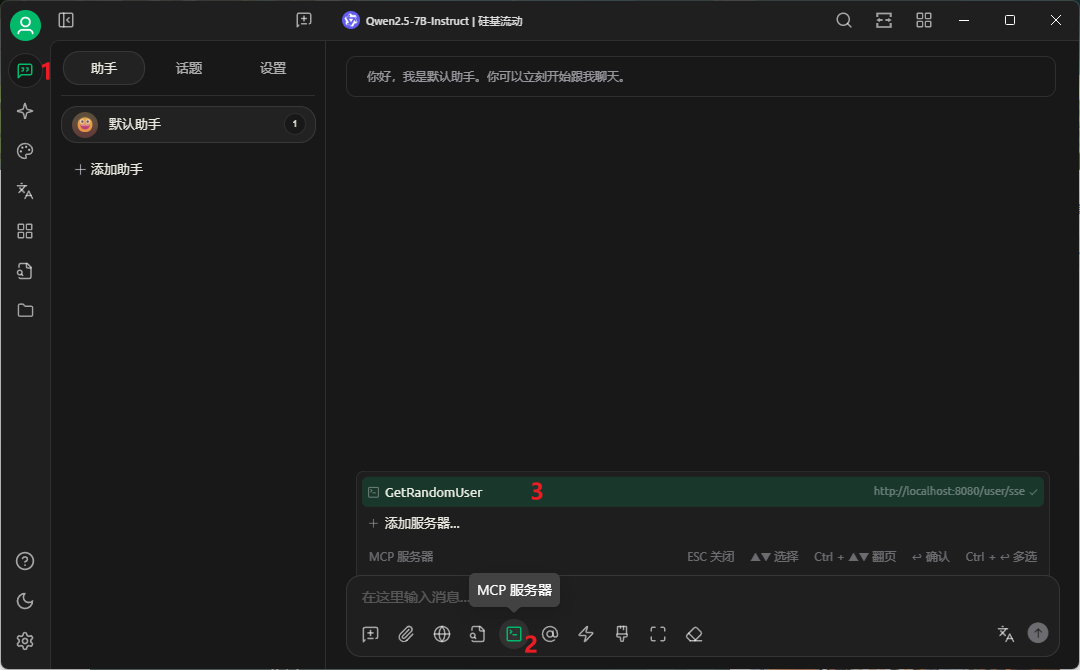 Qwen2.5-7B-Instruct | 硅基流动
1
助手 话题 设置
你好，我是默认助手。你可以立刻开始跟我聊天。
默认助手 1
添加助手
GetRandomUser 3 http://localhost:8080/user/sse
+ 添加服务器...
MCP 服务器 ESC 关闭 ▲▼ 选择 Ctrl + ▲▼ 翻页 ↩ 确认 Ctrl + ↩ 多选
MCP 服务器
在这里输入消息...
2